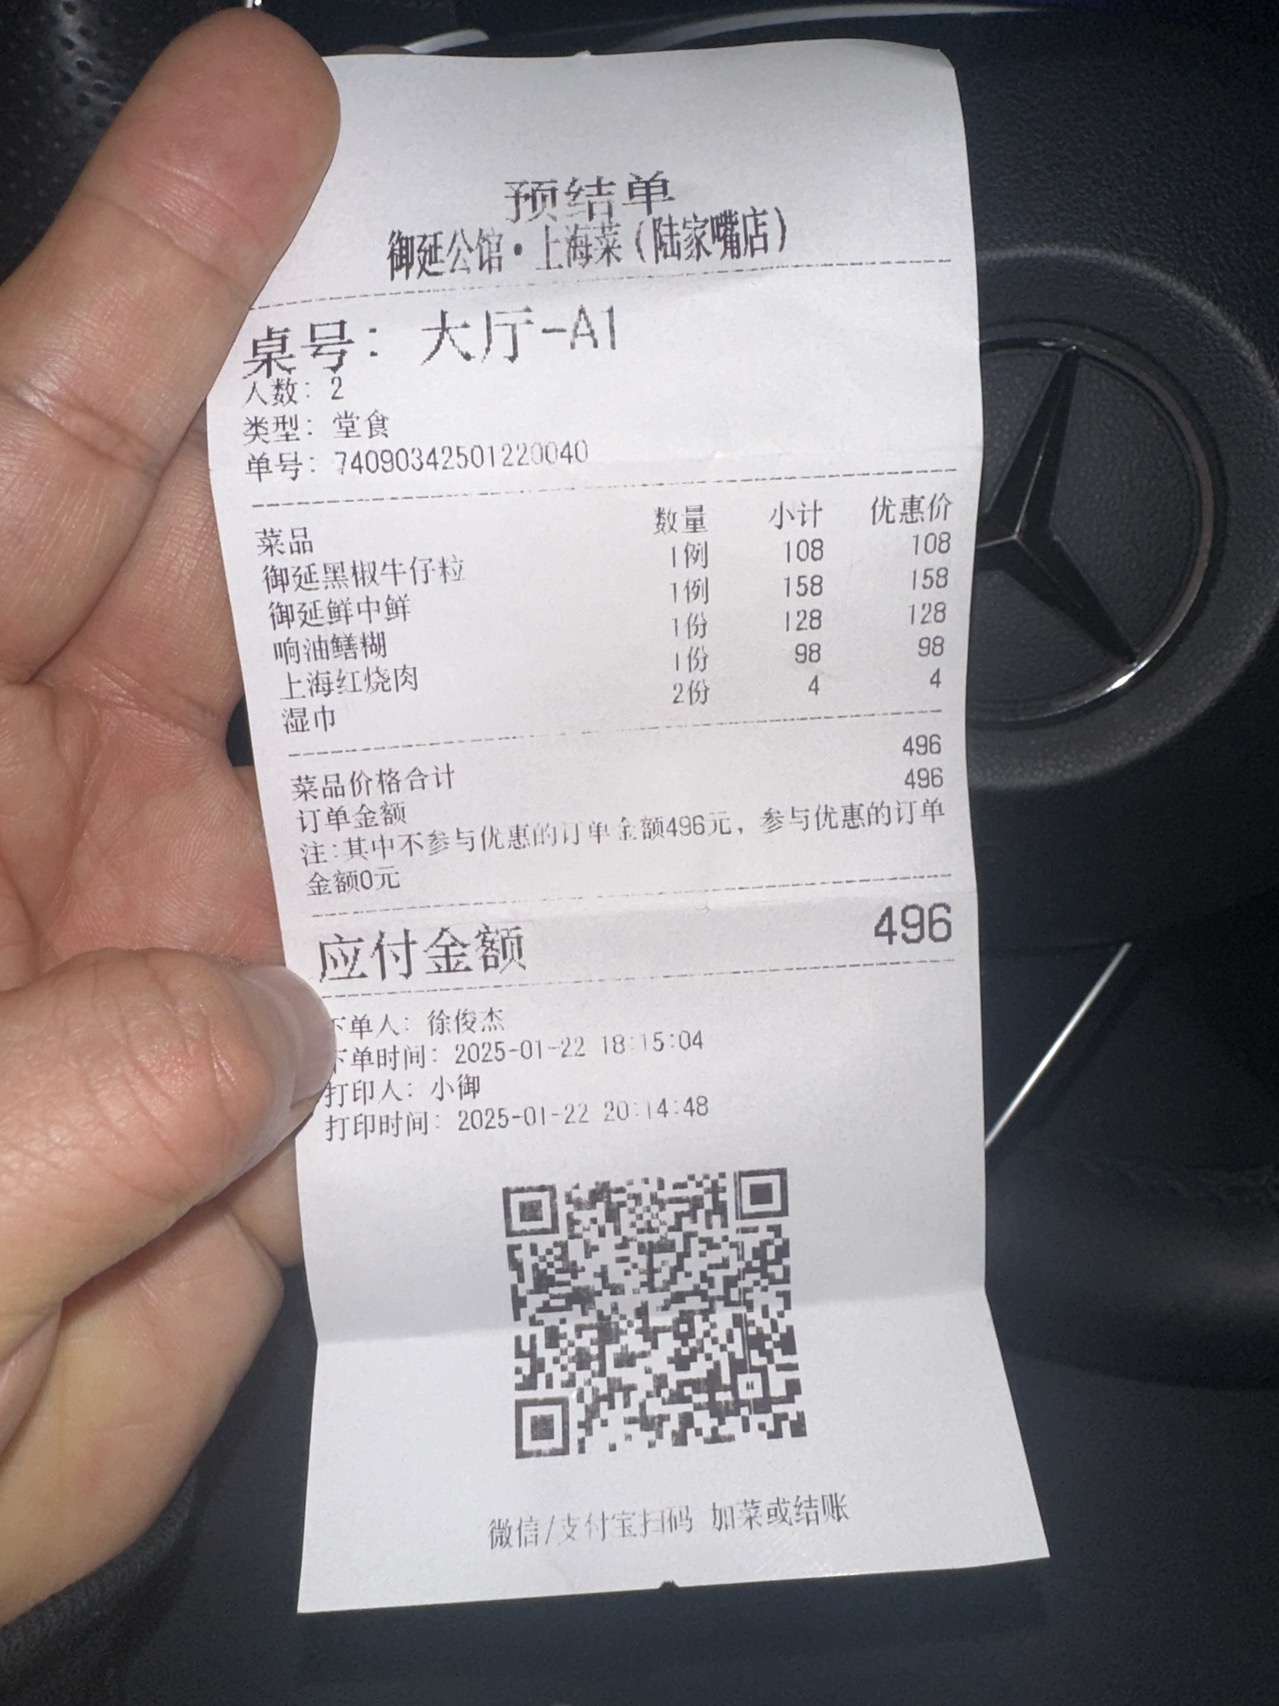 预结单
御延公馆·上海菜（陆家嘴店）
桌号：大厅-A1
人数：2
类型：堂食
单号：74090342501220040
菜品 数量 小计 优惠价
御延黑椒牛仔粒 1例 108 108
御延鲜中鲜 1例 158 158
响油鳝糊 1份 128 128
上海红烧肉 1份 98 98
湿巾 2份 4 4
菜品价格合计 496
订单金额 496
注：其中不参与优惠的订单金额496元，参与优惠的订单
金额0元
应付金额 496
下单人：徐俊杰
下单时间：2025-01-22 18:15:04
打印人：小御
打印时间：2025-01-22 20:14:48
微信/支付宝扫码 加菜或结账